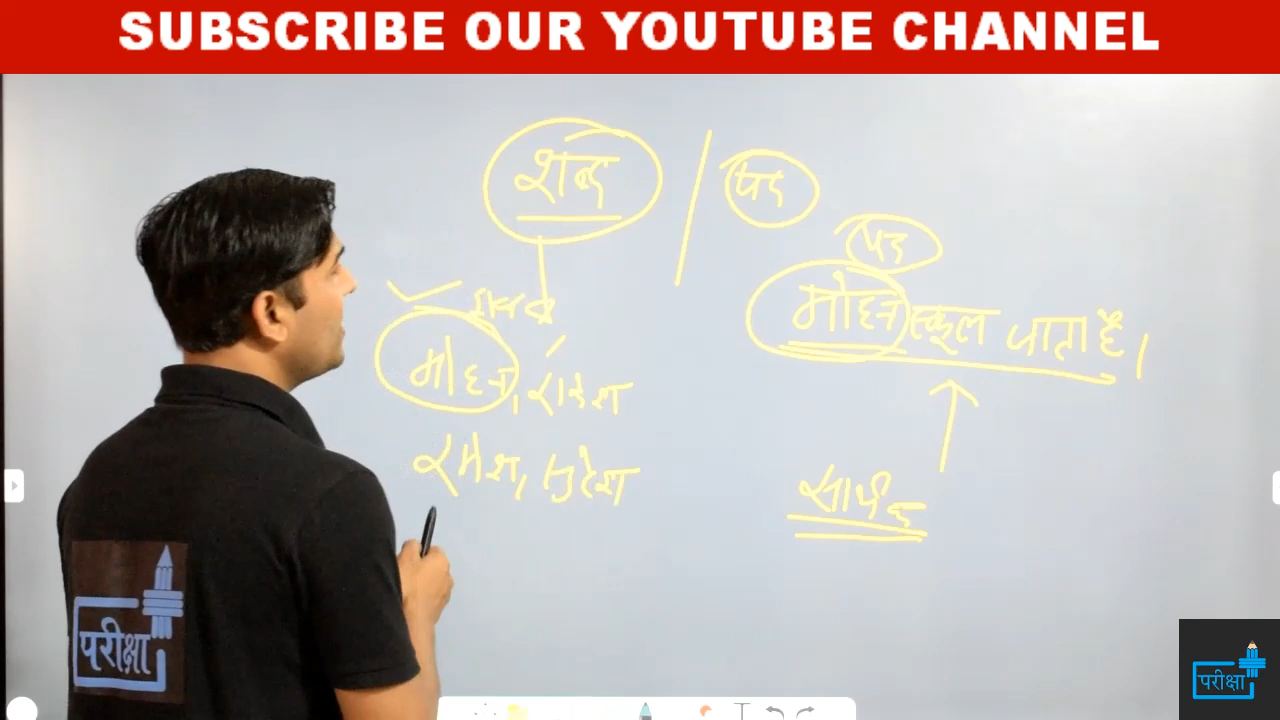 SUBSCRIBE OUR YOUTUBE CHANNEL
शब्द / पद
पद
मोहन स्कूल जाता है।
मोहन, राकेश
रमेश,
सार्थक
परीक्षा
परीक्षा